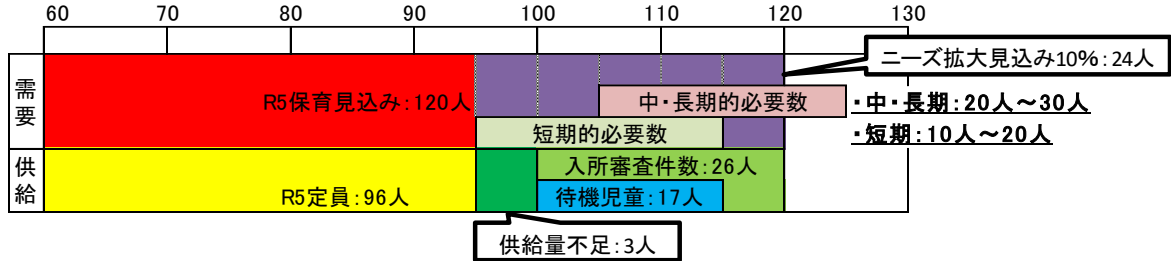 60 70 80 90 100 110 120 130
需要
ニーズ拡大見込み10%:24人
R5保育見込み:120人
中・長期的必要数
・中・長期:20人～30人
短期的必要数
・短期:10人～20人
供給
入所審査件数:26人
R5定員:96人
待機児童:17人
供給量不足:3人